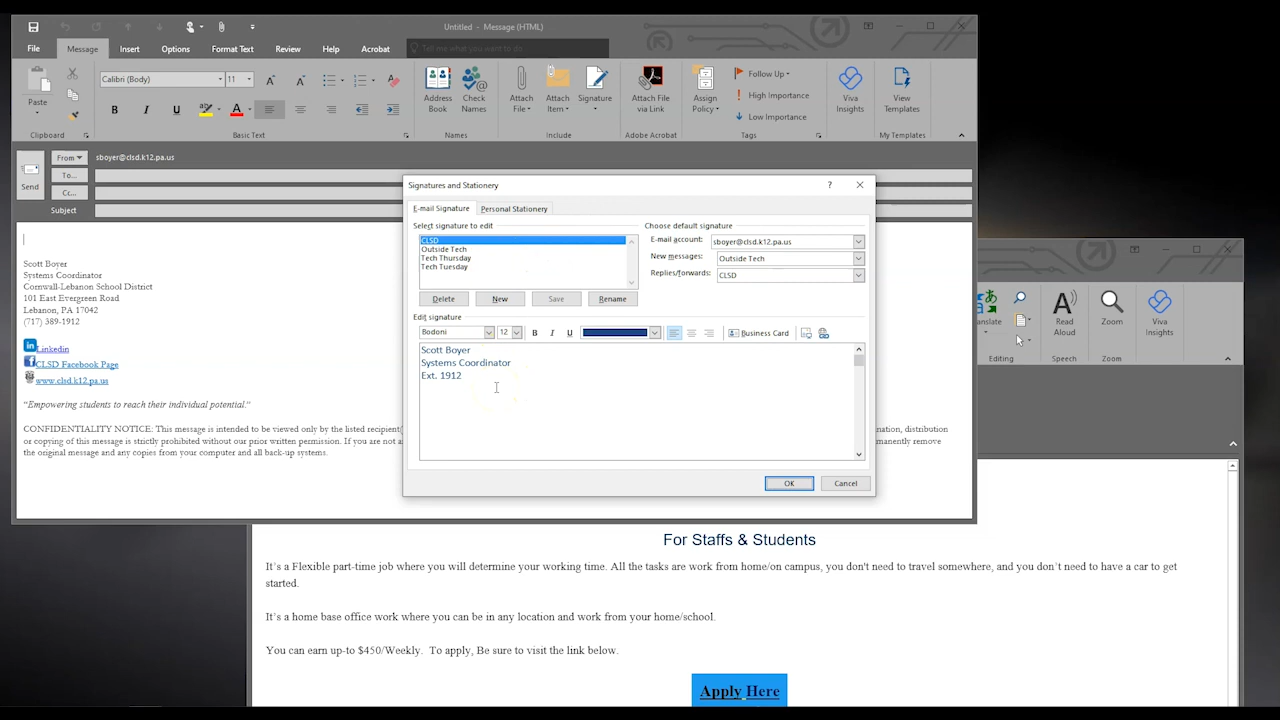 Untitled - Message (HTML)
File
Message
Insert
Options
Format Text
Review
Help
Acrobat
Tell me what you want to do...
Paste
Calibri (Body)
11
B
I
U
Address Book
Check Names
Attach File
Attach Item
Signature
Attach File via Link
Assign Policy
Follow Up
High Importance
Low Importance
Viva Insights
View Templates
Clipboard
Basic Text
Names
Include
Adobe Acrobat
Tags
My Templates
Send
From
sboyer@clsd.k12.pa.us
To...
Cc...
Subject
Scott Boyer
Systems Coordinator
Cornwall-Lebanon School District
101 East Evergreen Road
Lebanon, PA 17042
(717) 389-1912
Linkedin
CLSD Facebook Page
www.clsd.k12.pa.us
“Empowering students to reach their individual potential.”
CONFIDENTIALITY NOTICE: This message is intended to be viewed only by the listed recipient(
nation, distribution
or copying of this message is strictly prohibited without our prior written permission. If you are not a
manently remove
the original message and any copies from your computer and all back-up systems.
Signatures and Stationery
?
E-mail Signature
Personal Stationery
Select signature to edit
CLSD
Outside Tech
Tech Thursday
Tech Tuesday
Delete
New
Save
Rename
Choose default signature
E-mail account:
sboyer@clsd.k12.pa.us
New messages:
Outside Tech
Replies/forwards:
CLSD
Edit signature
Bodoni
12
B
I
U
Business Card
Scott Boyer
Systems Coordinator
Ext. 1912
OK
Cancel
anslate
Read Aloud
Zoom
Viva Insights
Editing
Speech
Zoom
For Staffs & Students
It's a Flexible part-time job where you will determine your working time. All the tasks are work from home/on campus, you don't need to travel somewhere, and you don't need to have a car to get
started.
It's a home base office work where you can be in any location and work from your home/school.
You can earn up-to $450/Weekly. To apply, Be sure to visit the link below.
Apply Here